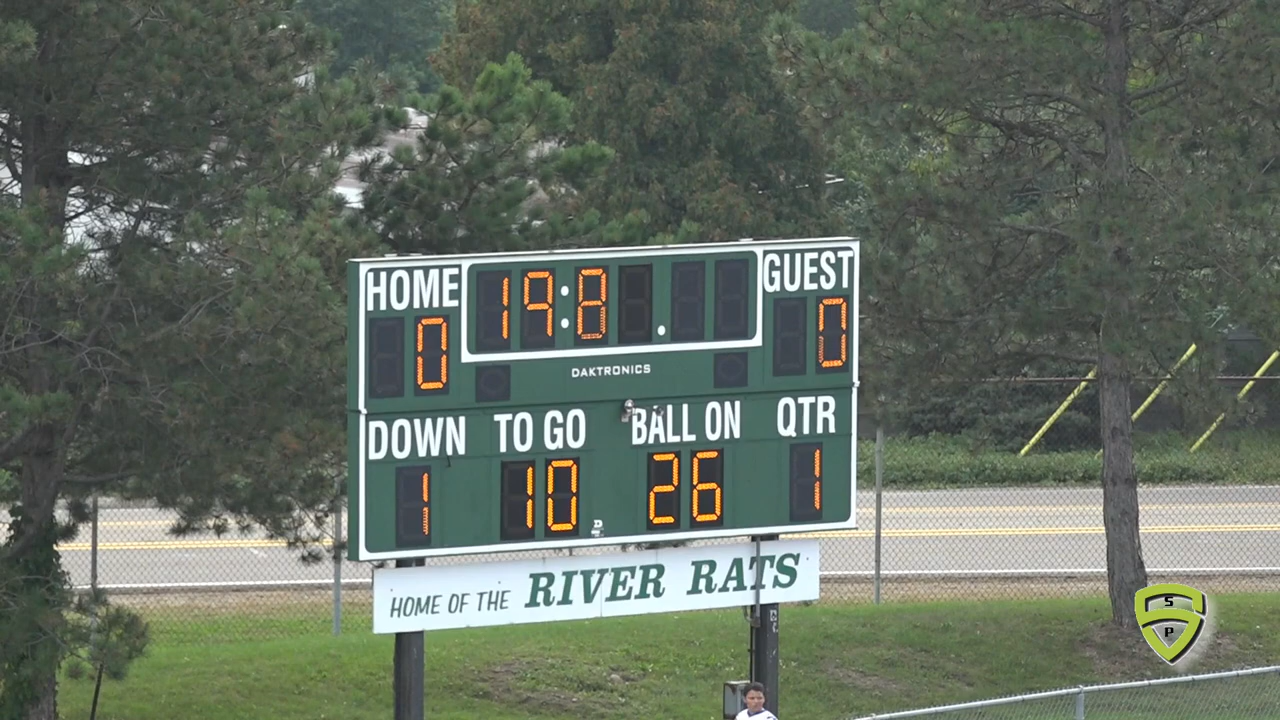 HOME 19:8 GUEST
0 0
DAKTRONICS
DOWN TO GO BALL ON QTR
1 10 26 1
HOME OF THE RIVER RATS
S
P